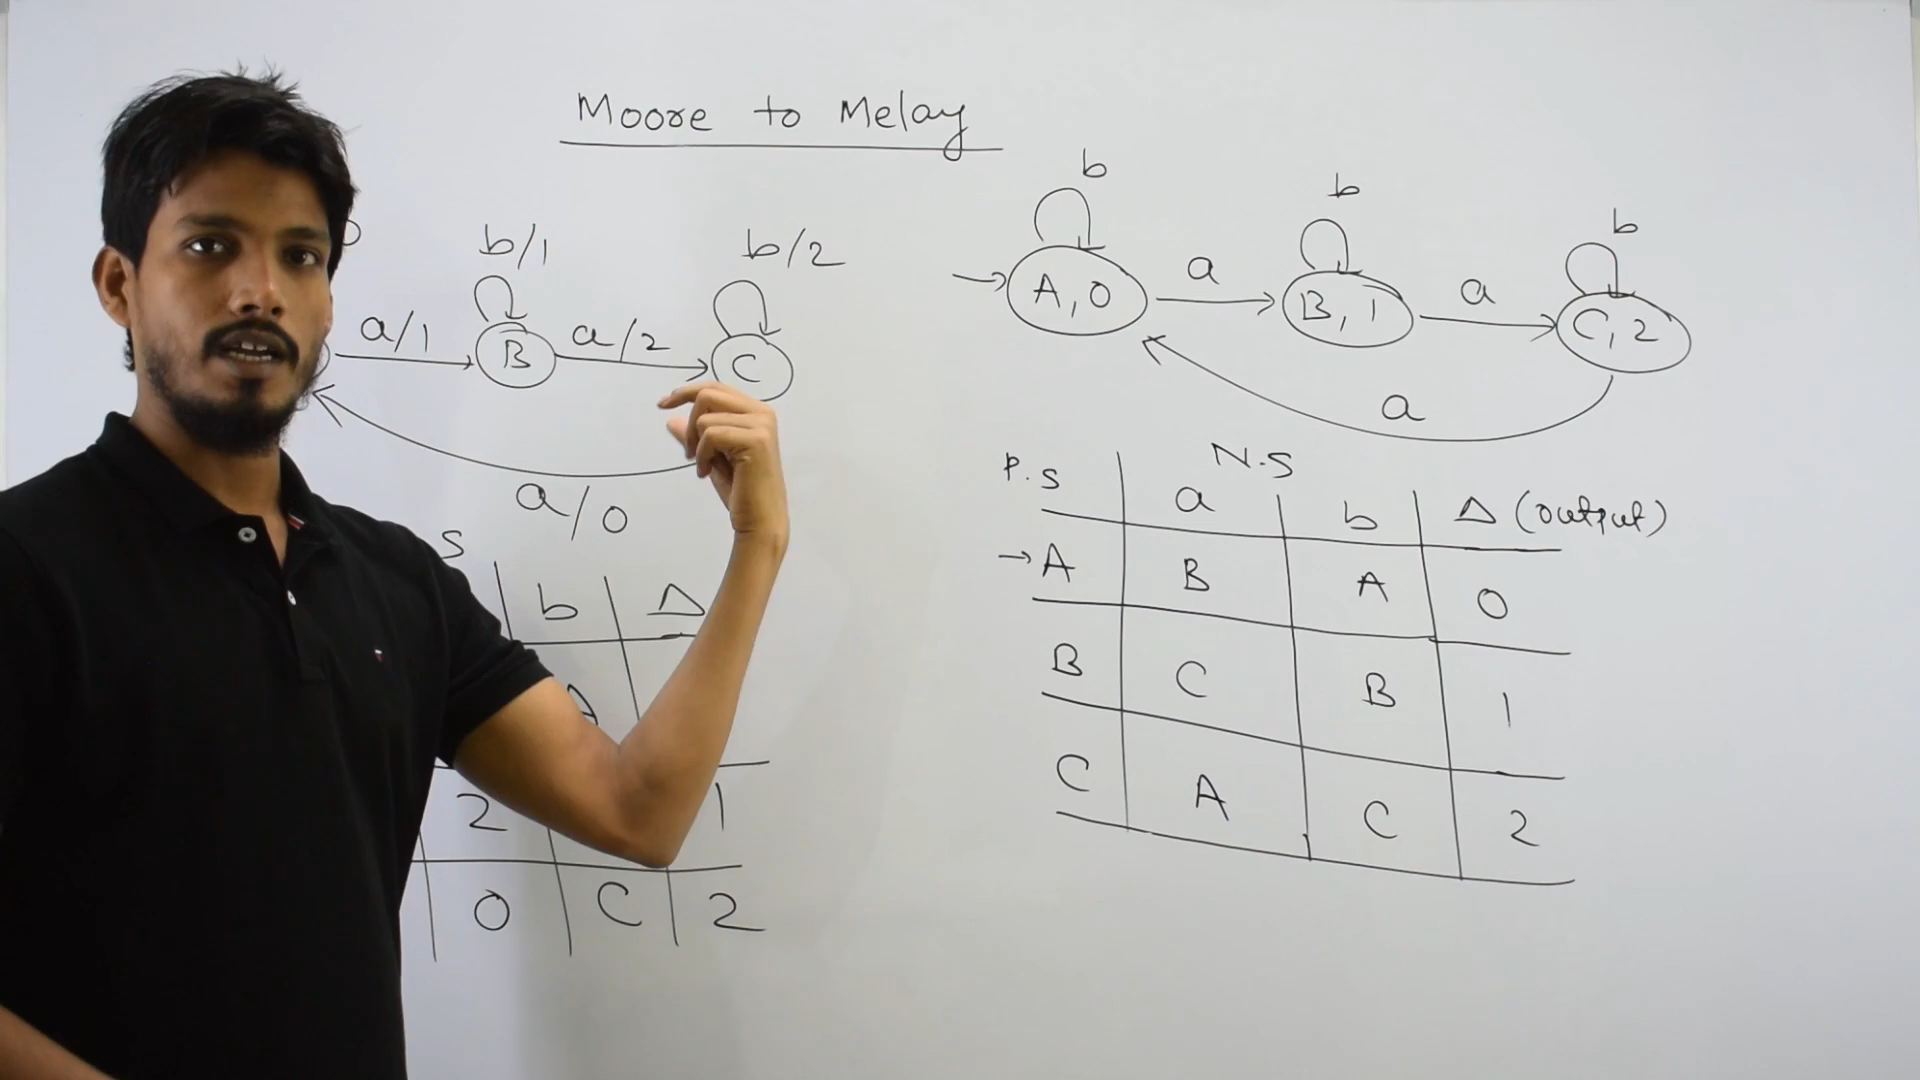 Moore to Melay
b/1
b/2
a/1
B
a/2
C
a/0
S
b
Δ
A
2
1
0
C
2
b
b
b
A, 0
a
B, 1
a
C, 2
a
P.S
N.S
a
b
Δ (output)
→A
B
A
0
B
C
B
1
C
A
C
2